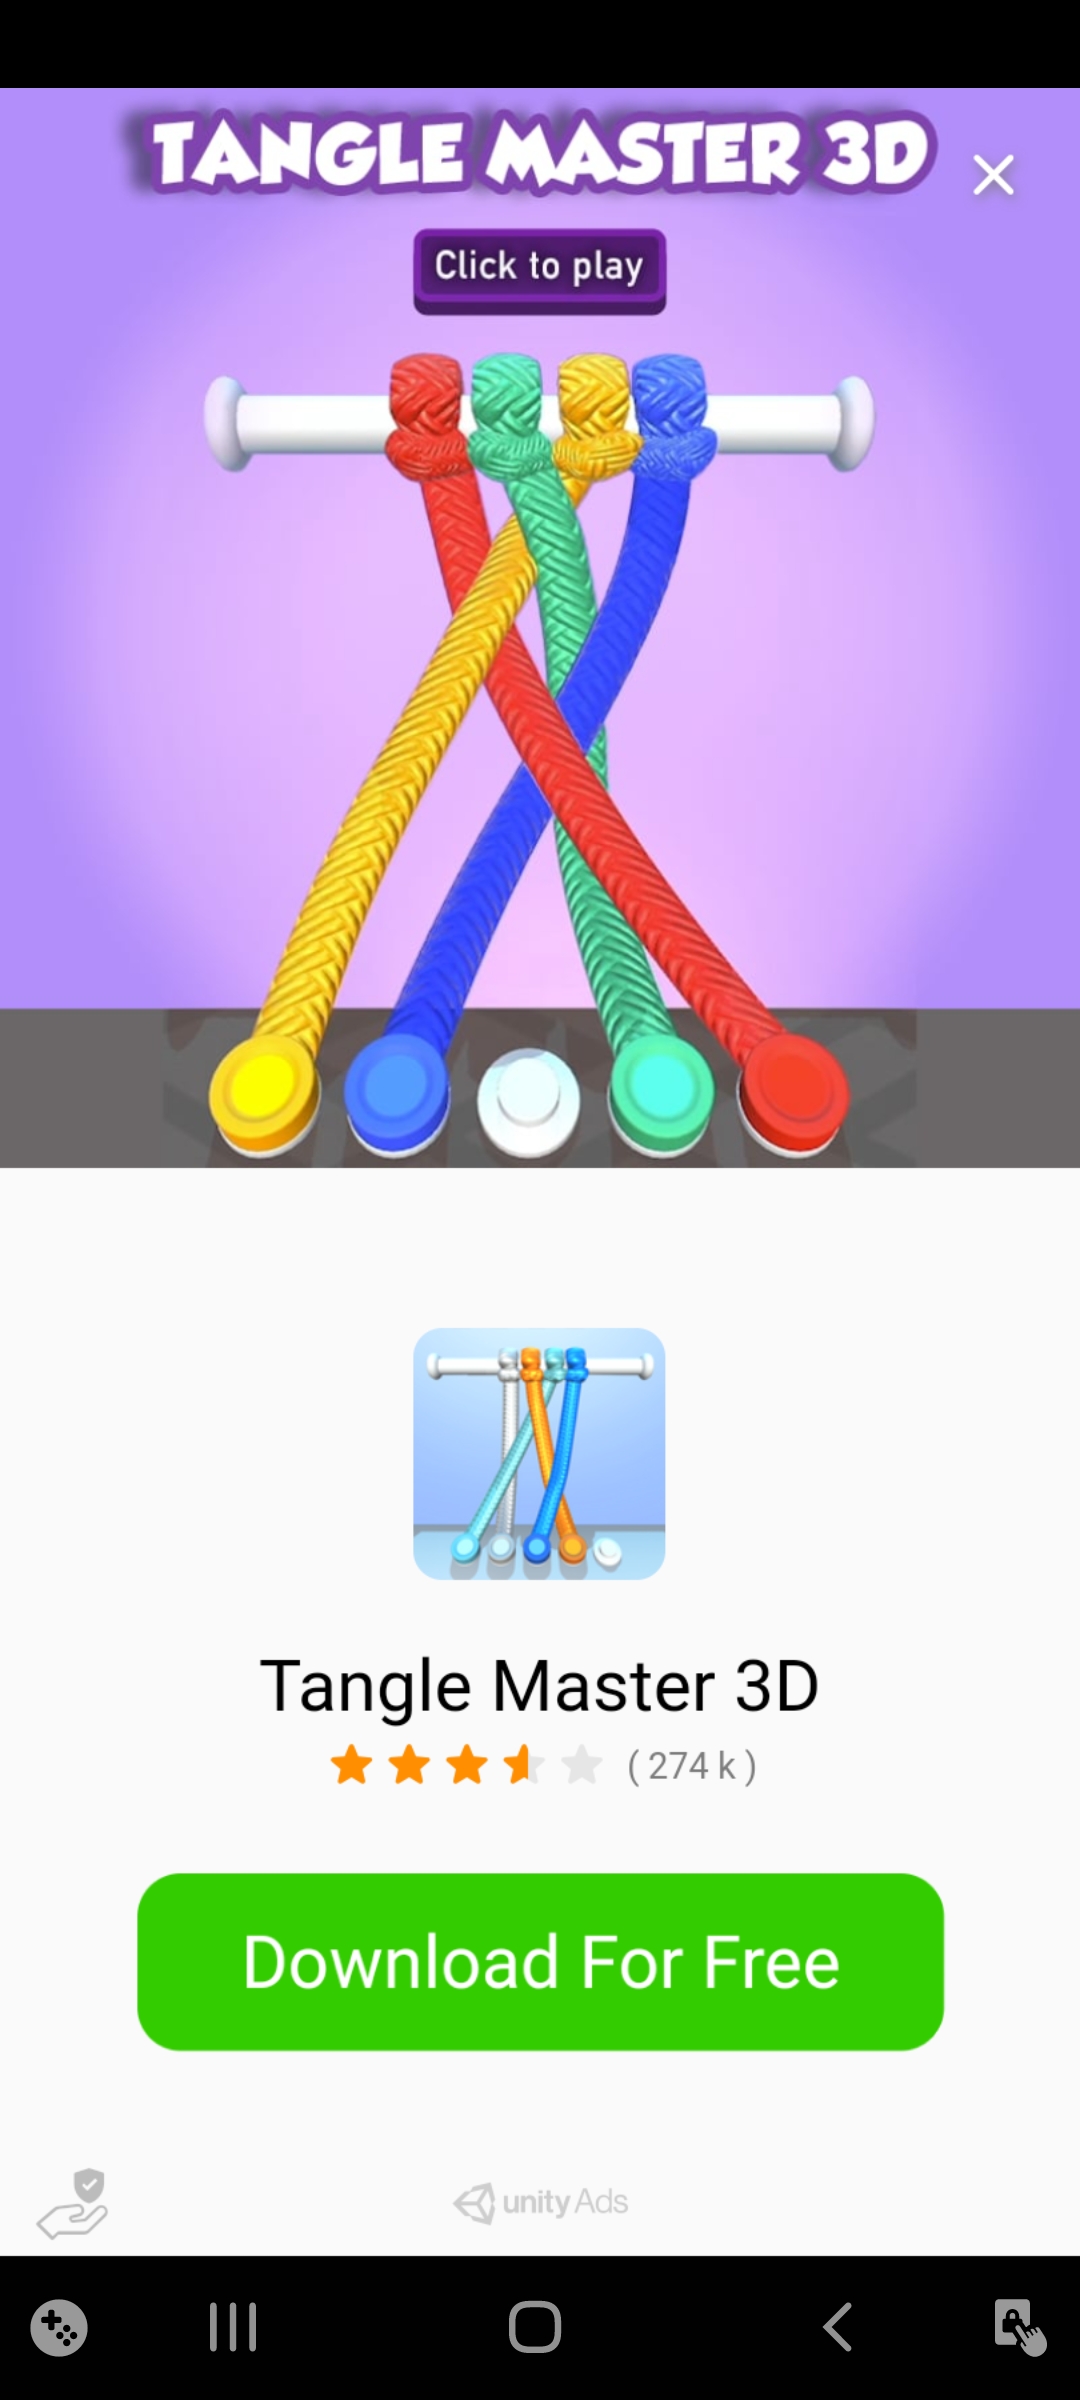 TANGLE MASTER 3D
Click to play
Tangle Master 3D
( 274 k )
Download For Free
unity Ads